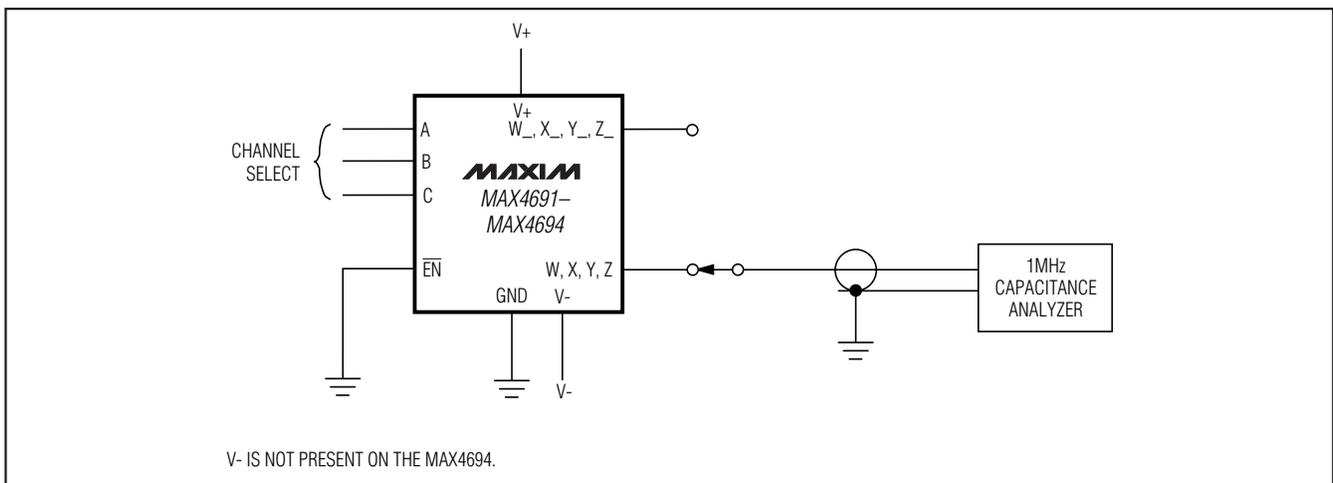 V+
V+
A
W_, X_, Y_, Z_
CHANNEL
SELECT
B
MAXIM
C
MAX4691–
MAX4694
EN
W, X, Y, Z
GND
V-
1MHz
CAPACITANCE
ANALYZER
V-
V- IS NOT PRESENT ON THE MAX4694.